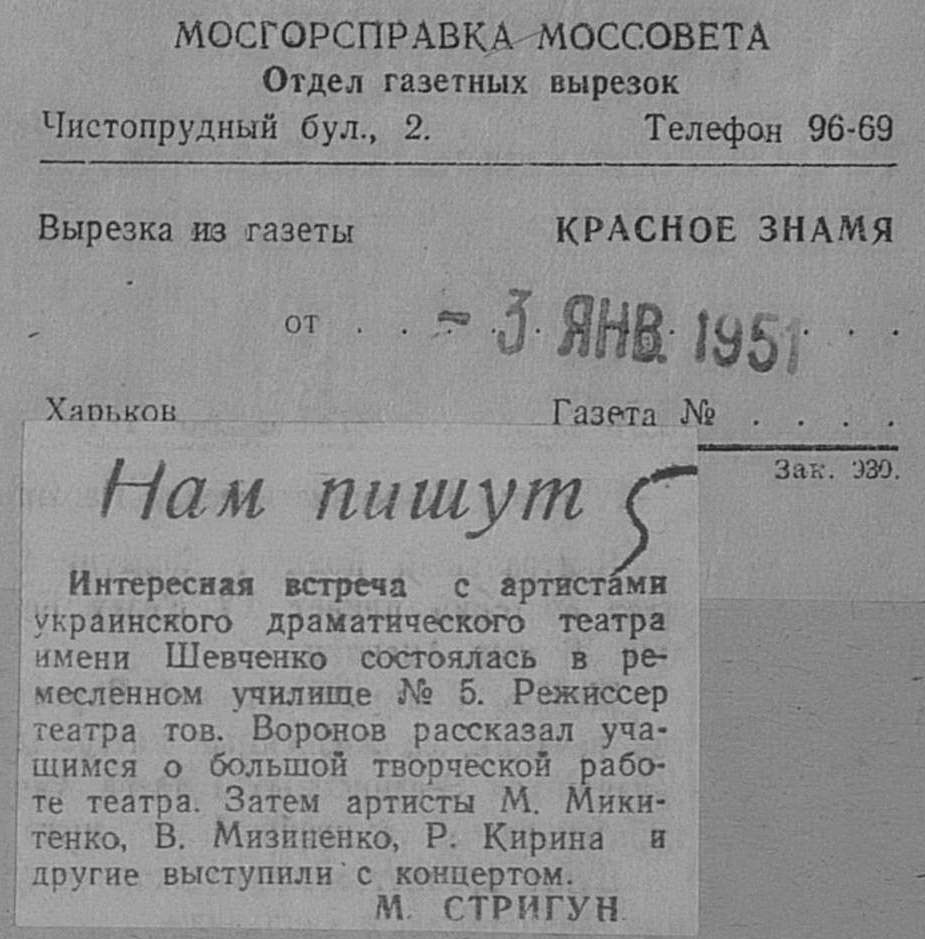 МОСГОРСПРАВКА МОССОВЕТА
Отдел газетных вырезок
Чистопрудный бул., 2. Телефон 96-69
Вырезка из газеты КРАСНОЕ ЗНАМЯ
от . . - 3 ЯНВ. 1951 . . .
Харьков Газета № . . . .
Зак. 930.
Нам пишут 5
Интересная встреча с артистами
украинского драматического театра
имени Шевченко состоялась в ре-
месленном училище № 5. Режиссер
театра тов. Воронов рассказал уча-
щимся о большой творческой рабо-
те театра. Затем артисты М. Мики-
тенко, В. Мизиненко, Р. Кирина и
другие выступили с концертом.
М. СТРИГУН